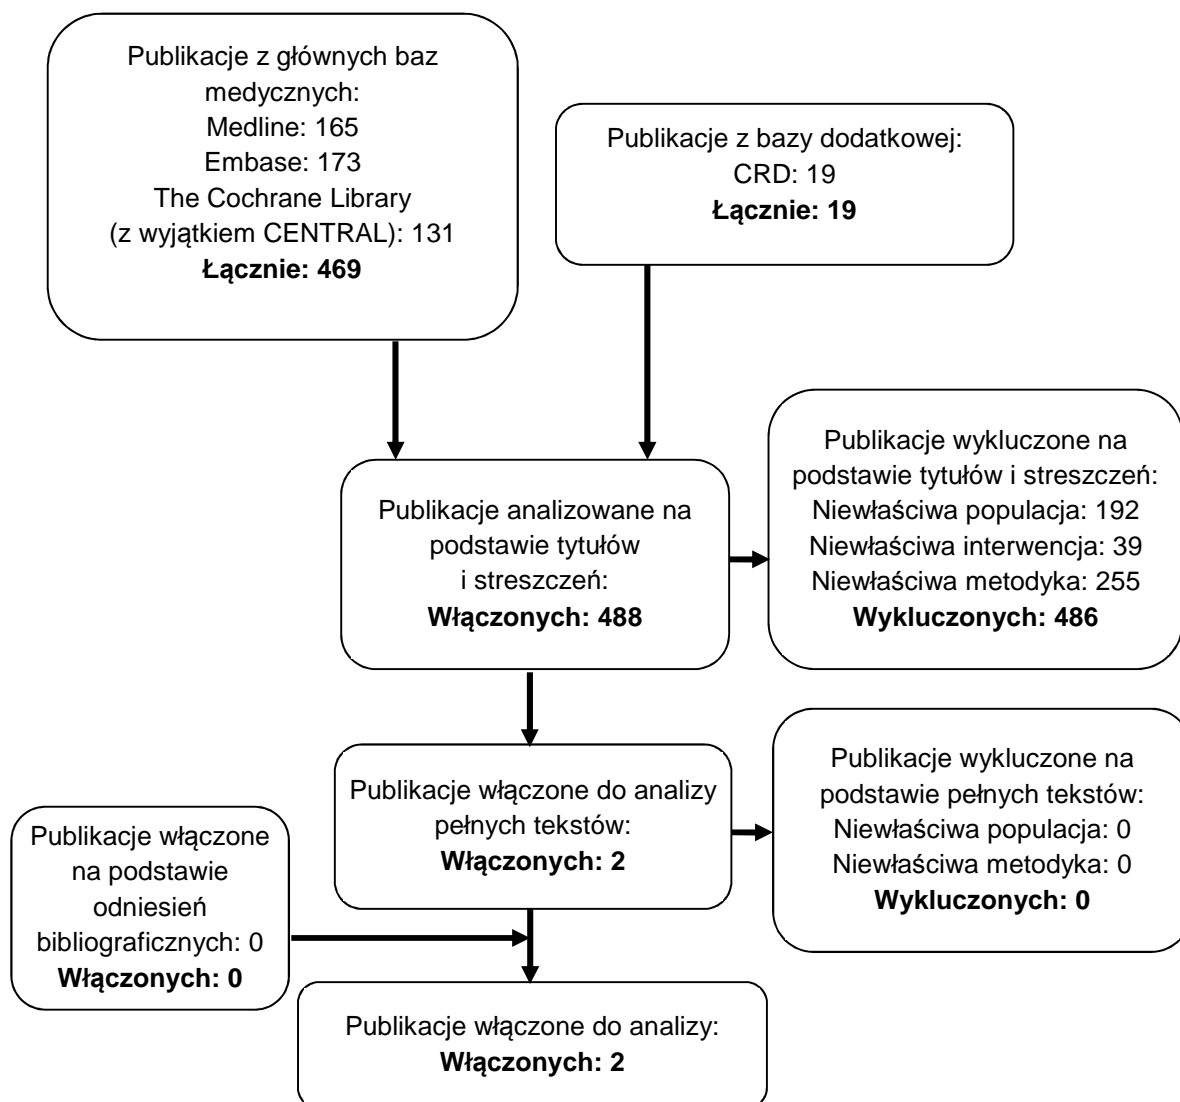 Publikacje z głównych baz
medycznych:
Medline: 165
Embase: 173
The Cochrane Library
(z wyjątkiem CENTRAL): 131
Łącznie: 469
Publikacje z bazy dodatkowej:
CRD: 19
Łącznie: 19
Publikacje analizowane na
podstawie tytułów
i streszczeń:
Włączonych: 488
Publikacje wykluczone na
podstawie tytułów i streszczeń:
Niewłaściwa populacja: 192
Niewłaściwa interwencja: 39
Niewłaściwa metodyka: 255
Wykluczonych: 486
Publikacje włączone do analizy
pełnych tekstów:
Włączonych: 2
Publikacje wykluczone na
podstawie pełnych tekstów:
Niewłaściwa populacja: 0
Niewłaściwa metodyka: 0
Wykluczonych: 0
Publikacje włączone
na podstawie
odniesień
bibliograficznych: 0
Włączonych: 0
Publikacje włączone do analizy:
Włączonych: 2